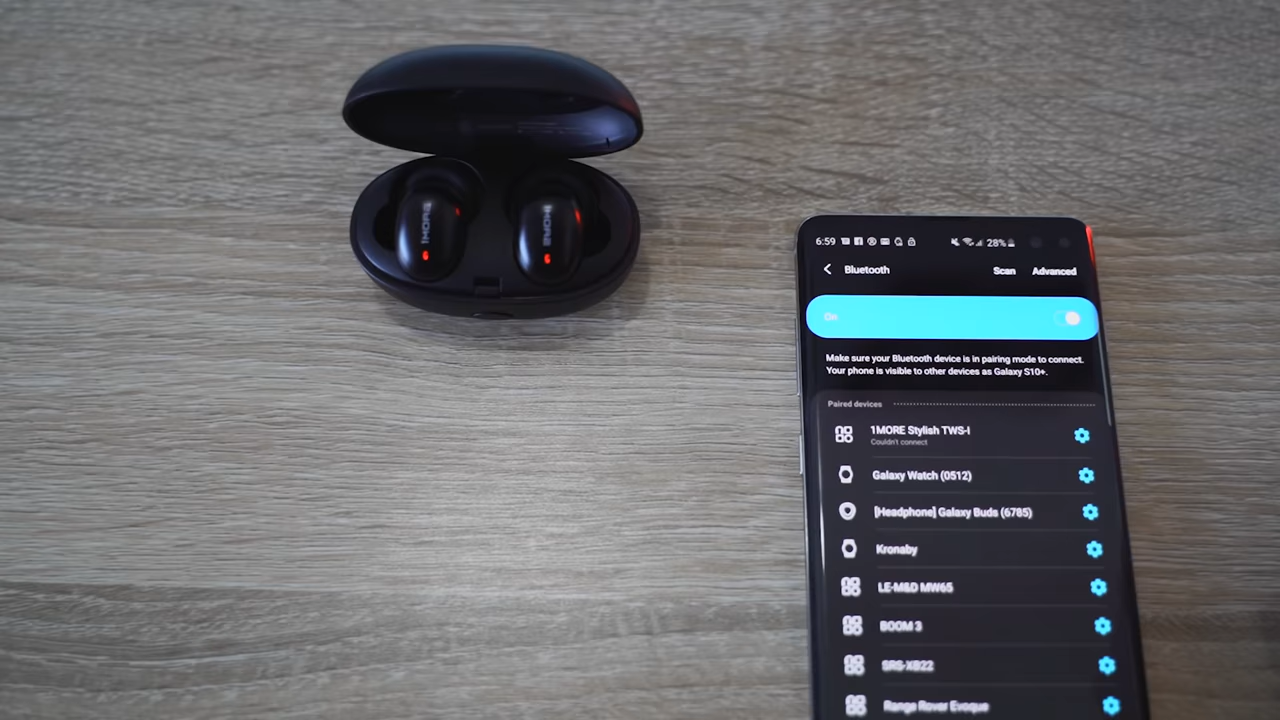 1MORE
1MORE
6:59 28%
Bluetooth Scan Advanced
On
Make sure your Bluetooth device is in pairing mode to connect.
Your phone is visible to other devices as Galaxy S10+.
Paired devices
1MORE Stylish TWS-I
Couldn't connect
Galaxy Watch (0512)
[Headphone] Galaxy Buds (6785)
Kronaby
LE-M&D MW65
BOOM 3
SRS-XB22
Range Rover Evoque